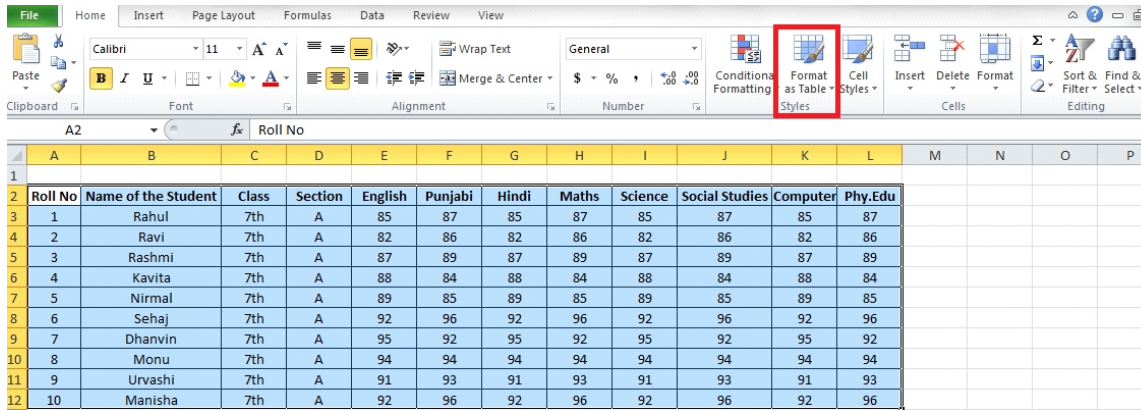 File Home Insert Page Layout Formulas Data Review View
Calibri 11 A A Wrap Text General Σ
Paste B I U A Merge & Center $ % , .0 .00 .00 .0 Conditiona Format Cell Insert Delete Format Sort & Find &
Formatting as Table Styles Filter Select
Clipboard Font Alignment Number Styles Cells Editing
A2 fx Roll No
A B C D E F G H I J K L M N O P
1
2 Roll No Name of the Student Class Section English Punjabi Hindi Maths Science Social Studies Computer Phy.Edu
3 1 Rahul 7th A 85 87 85 87 85 87 85 87
4 2 Ravi 7th A 82 86 82 86 82 86 82 86
5 3 Rashmi 7th A 87 89 87 89 87 89 87 89
6 4 Kavita 7th A 88 84 88 84 88 84 88 84
7 5 Nirmal 7th A 89 85 89 85 89 85 89 85
8 6 Sehaj 7th A 92 96 92 96 92 96 92 96
9 7 Dhanvin 7th A 95 92 95 92 95 92 95 92
10 8 Monu 7th A 94 94 94 94 94 94 94 94
11 9 Urvashi 7th A 91 93 91 93 91 93 91 93
12 10 Manisha 7th A 92 96 92 96 92 96 92 96